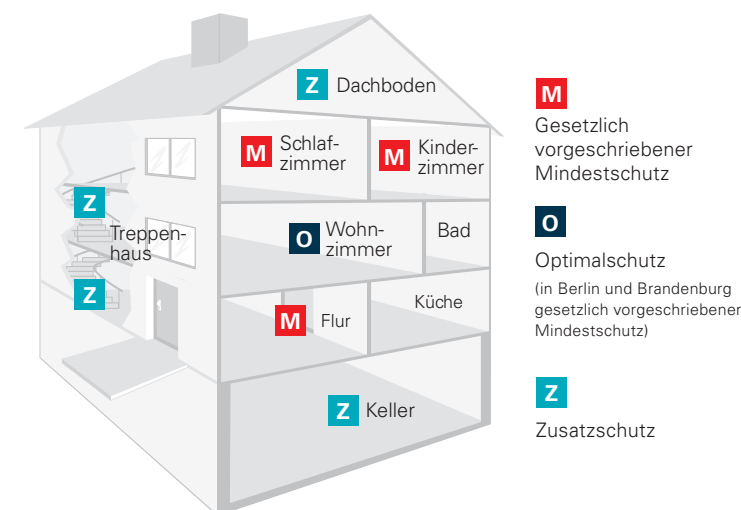 Z Dachboden
M Schlaf-
zimmer
M Kinder-
zimmer
Z
Treppen-
haus
Z
O Wohn-
zimmer
Bad
M Flur
Küche
Z Keller
M
Gesetzlich
vorgeschriebener
Mindestschutz
O
Optimalschutz
(in Berlin und Brandenburg
gesetzlich vorgeschriebener
Mindestschutz)
Z
Zusatzschutz